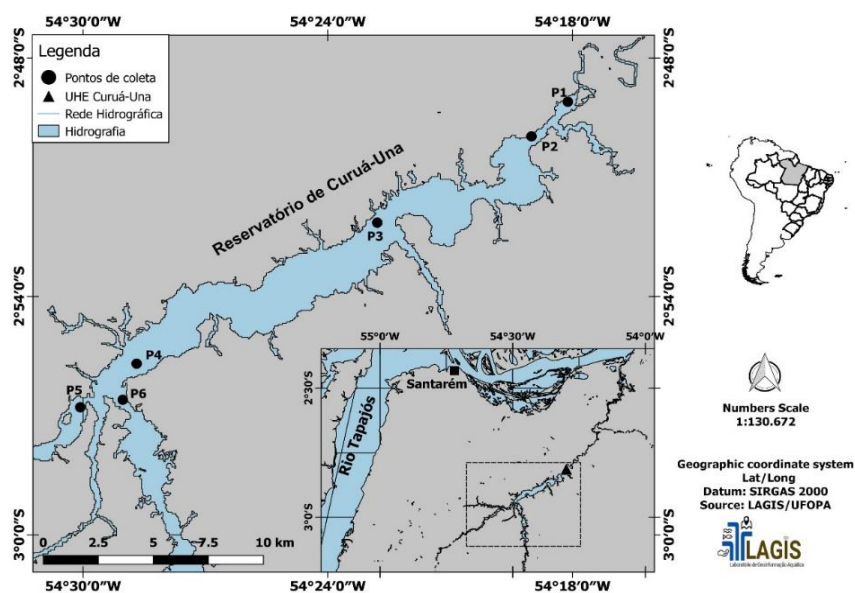 54°30'0"W 54°24'0"W 54°18'0"W
2°48'0"S 2°48'0"S
Legenda
Pontos de coleta
UHE Curuá-Una
Rede Hidrográfica
Hidrografia
P1
P2
Reservatório de Curuá-Una
P3
2°54'0"S 2°54'0"S
P4
P5
P6
55°0'0"W 54°30'0"W 54°0'0"W
2°30'0"S
Santarém
Rio Tapajós
3°0'0"S
3°0'0"S 3°0'0"S
0 2.5 5 7.5 10 km
54°30'0"W 54°24'0"W 54°18'0"W
Numbers Scale
1:130.672
Geographic coordinate system
Lat/Long
Datum: SIRGAS 2000
Source: LAGIS/UFOPA
LAGIS
Laboratório de Geoinformação Aquática